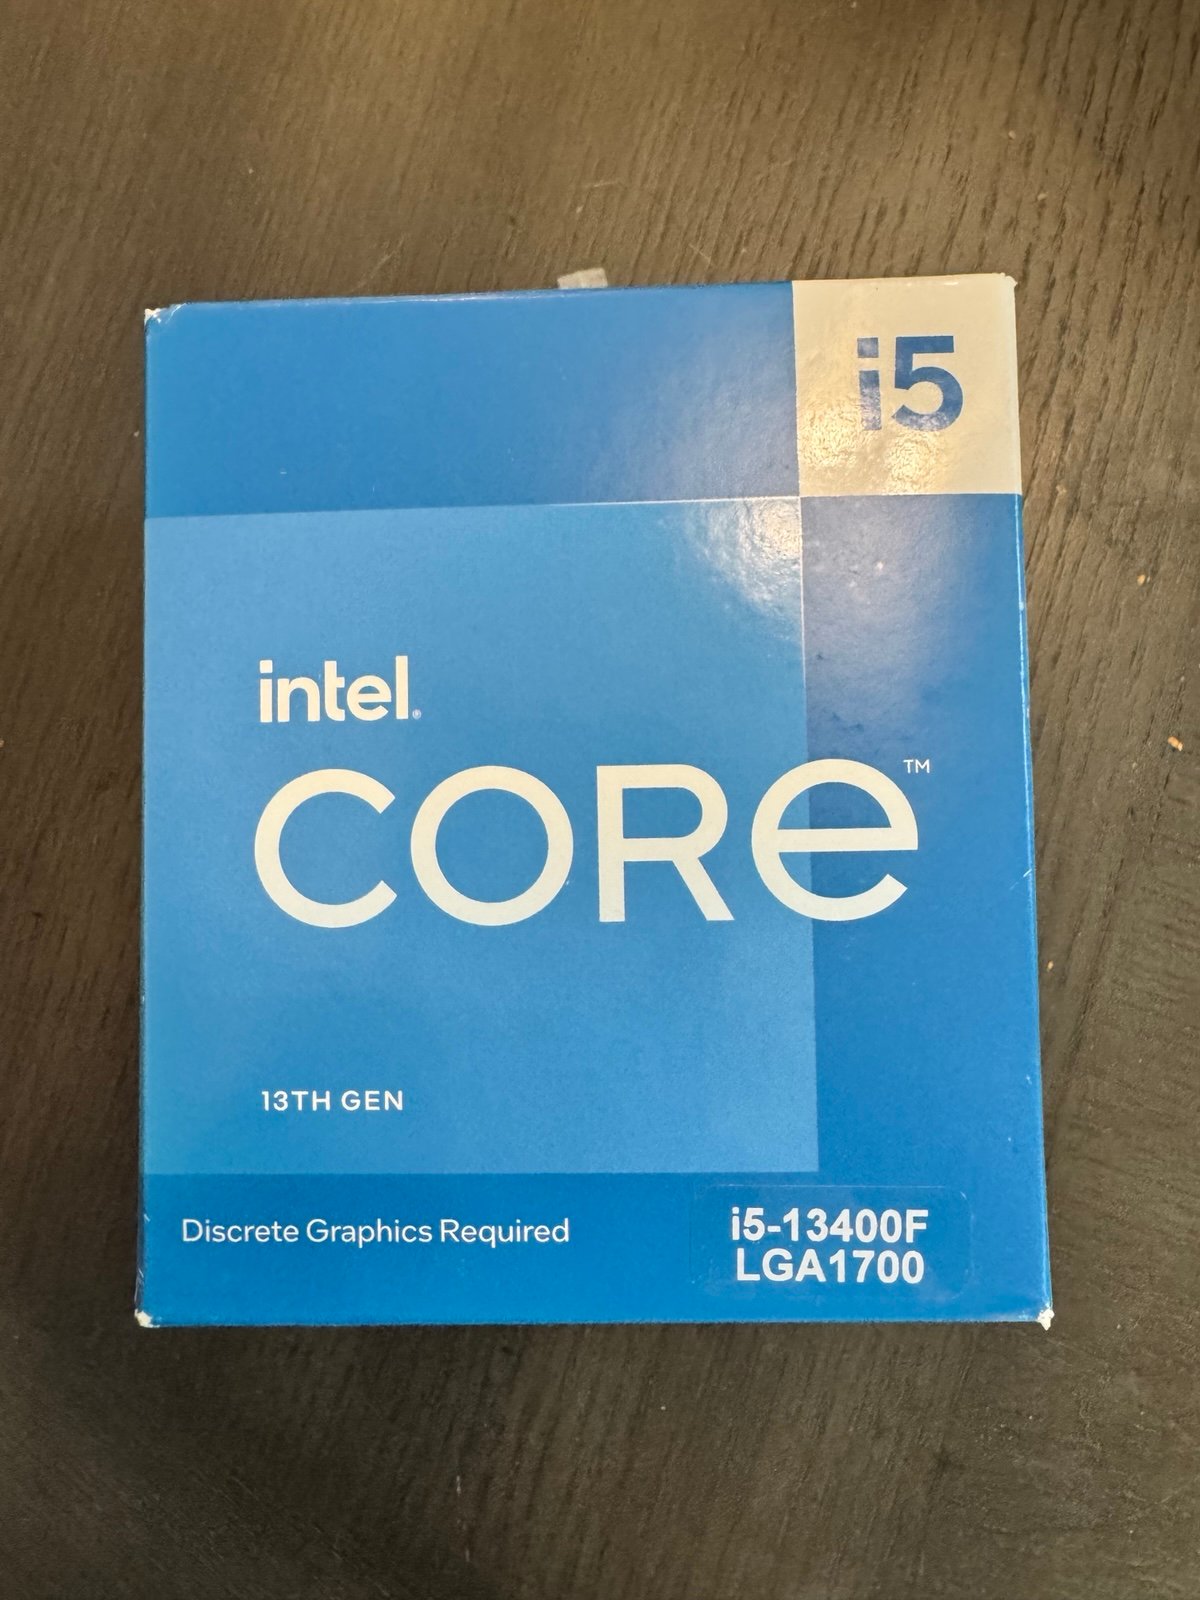 i5
intel®
CORE™
13TH GEN
Discrete Graphics Required
i5-13400F
LGA1700